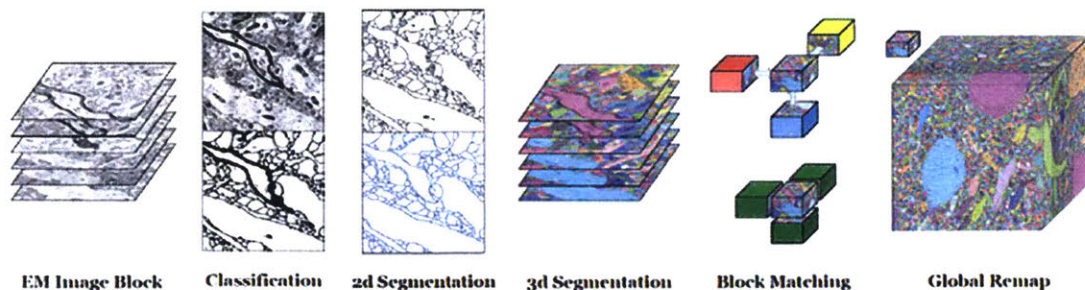 EM Image Block
Classification
2d Segmentation
3d Segmentation
Block Matching
Global Remap